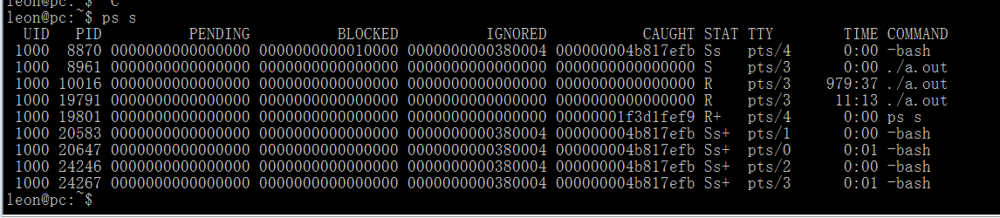 leon@pc:~$ ^C
leon@pc:~$ ps s
UID PID PENDING BLOCKED IGNORED CAUGHT STAT TTY TIME COMMAND
1000 8870 0000000000000000 0000000000010000 0000000000380004 000000004b817efb Ss pts/4 0:00 -bash
1000 8961 0000000000000000 0000000000000000 0000000000000000 0000000000000000 S pts/3 0:00 ./a.out
1000 10016 0000000000000000 0000000000000000 0000000000000000 0000000000000000 R pts/3 979:37 ./a.out
1000 19791 0000000000000000 0000000000000000 0000000000000000 0000000000000000 R pts/3 11:13 ./a.out
1000 19801 0000000000000000 0000000000000000 0000000000000000 00000001f3d1fef9 R+ pts/4 0:00 ps s
1000 20583 0000000000000000 0000000000000000 0000000000380004 000000004b817efb Ss+ pts/1 0:00 -bash
1000 20647 0000000000000000 0000000000000000 0000000000380004 000000004b817efb Ss+ pts/0 0:01 -bash
1000 24246 0000000000000000 0000000000000000 0000000000380004 000000004b817efb Ss+ pts/2 0:00 -bash
1000 24267 0000000000000000 0000000000000000 0000000000380004 000000004b817efb Ss+ pts/3 0:01 -bash
leon@pc:~$